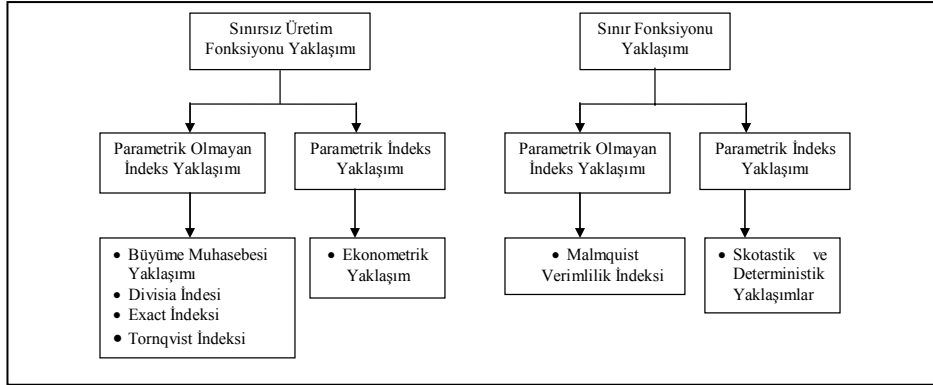 Sınırsız Üretim
Fonksiyonu Yaklaşımı
Sınır Fonksiyonu
Yaklaşımı
Parametrik Olmayan
İndeks Yaklaşımı
Parametrik İndeks
Yaklaşımı
Parametrik Olmayan
İndeks Yaklaşımı
Parametrik İndeks
Yaklaşımı
• Büyüme Muhasebesi
Yaklaşımı
• Divisia İndesi
• Exact İndeksi
• Tornqvist İndeksi
• Ekonometrik
Yaklaşım
• Malmquist
Verimlilik İndeksi
• Skotastik ve
Deterministik
Yaklaşımlar